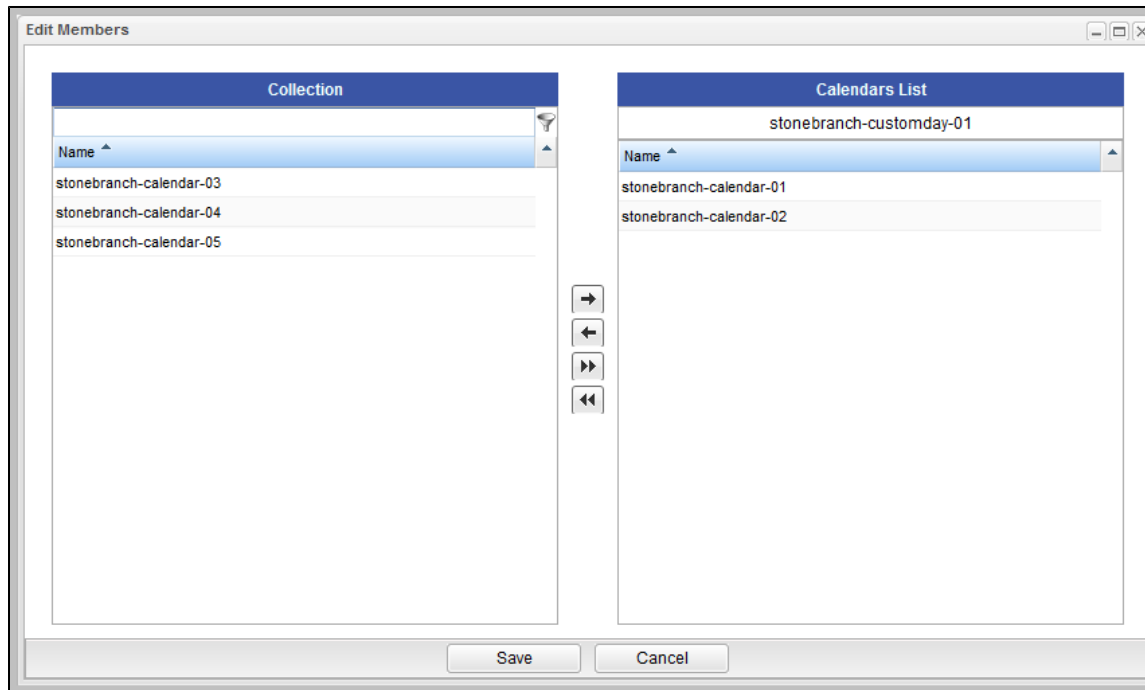 Edit Members
Collection
Name
stonebranch-calendar-03
stonebranch-calendar-04
stonebranch-calendar-05
Calendars List
stonebranch-customday-01
Name
stonebranch-calendar-01
stonebranch-calendar-02
Save
Cancel